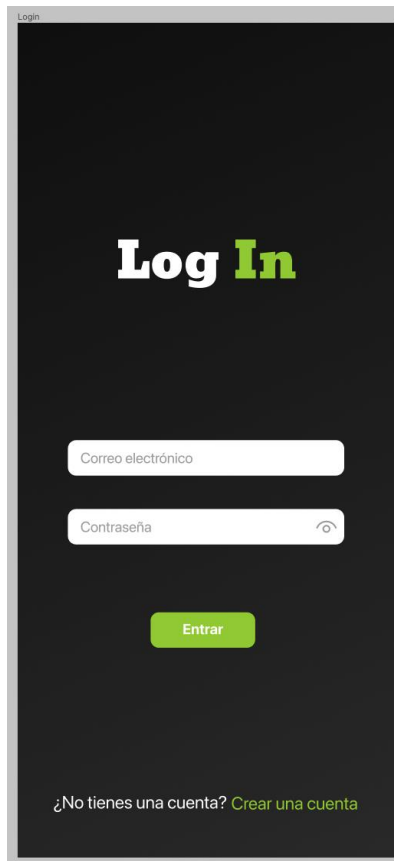 Login
Log In
Correo electrónico
Contraseña
Entrar
¿No tienes una cuenta? Crear una cuenta